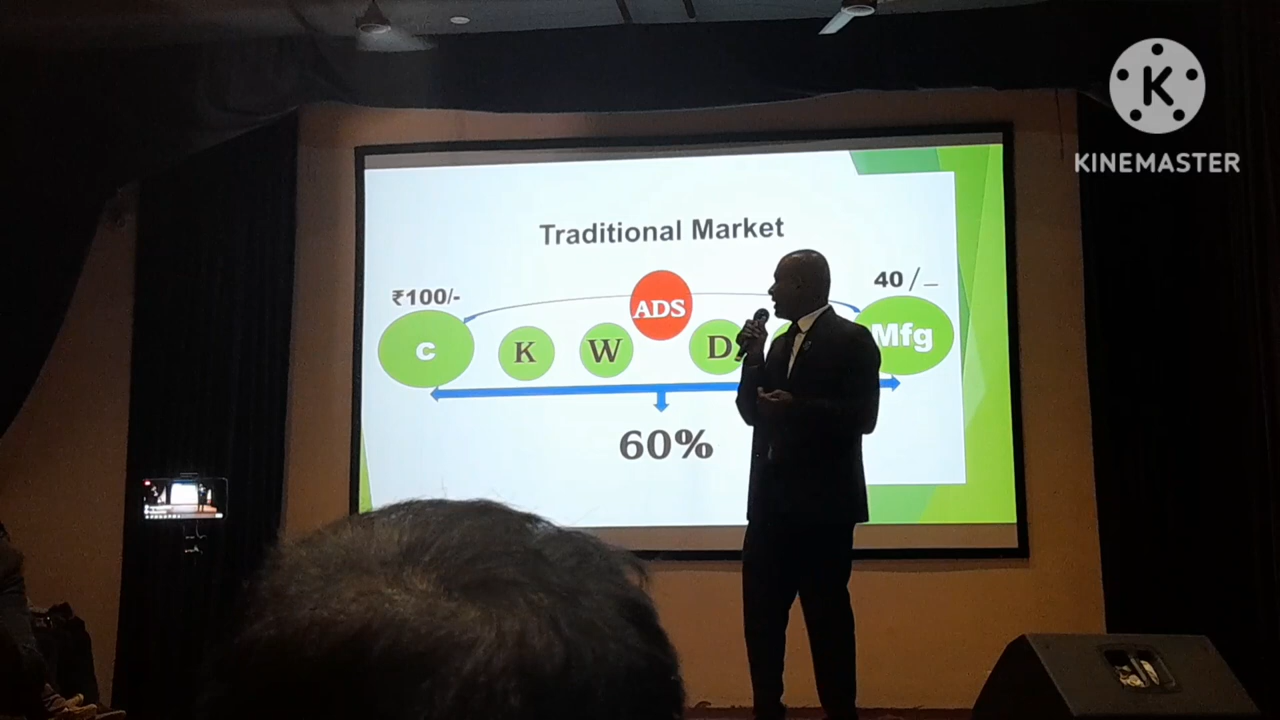 K
KINEMASTER
Traditional Market
₹100/-
ADS
40/-
C
K
W
D
Mfg
60%